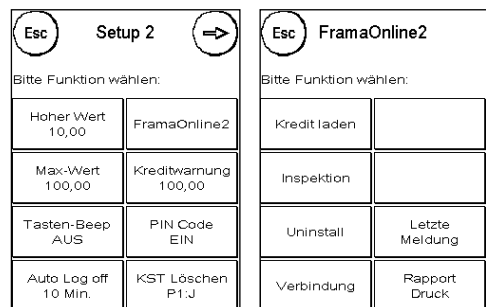 Esc Setup 2
Bitte Funktion wählen:
Hoher Wert
10,00
FramaOnline2
Max-Wert
100,00
Kreditwarnung
100,00
Tasten-Beep
AUS
PIN Code
EIN
Auto Log off
10 Min.
KST Löschen
P1:J
Esc FramaOnline2
Bitte Funktion wählen:
Kredit laden
Inspektion
Uninstall
Letzte
Meldung
Verbindung
Rapport
Druck